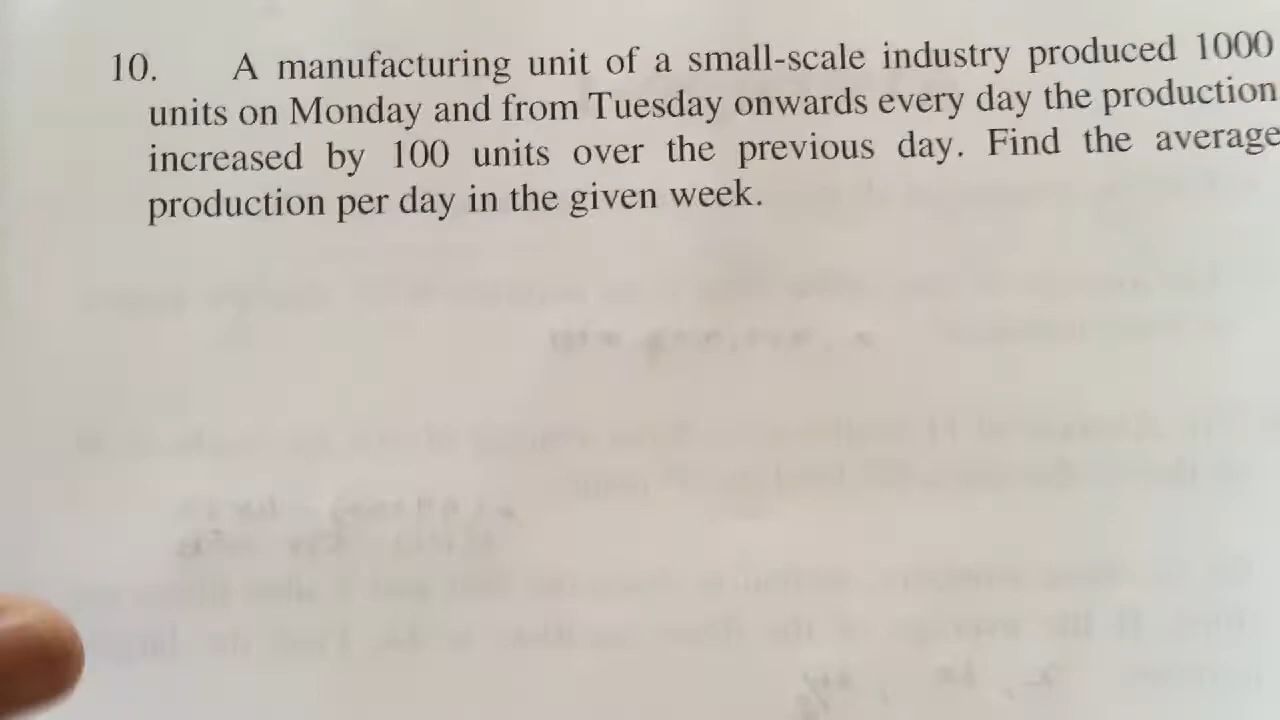 10. A manufacturing unit of a small-scale industry produced 1000
units on Monday and from Tuesday onwards every day the production
increased by 100 units over the previous day. Find the average
production per day in the given week.